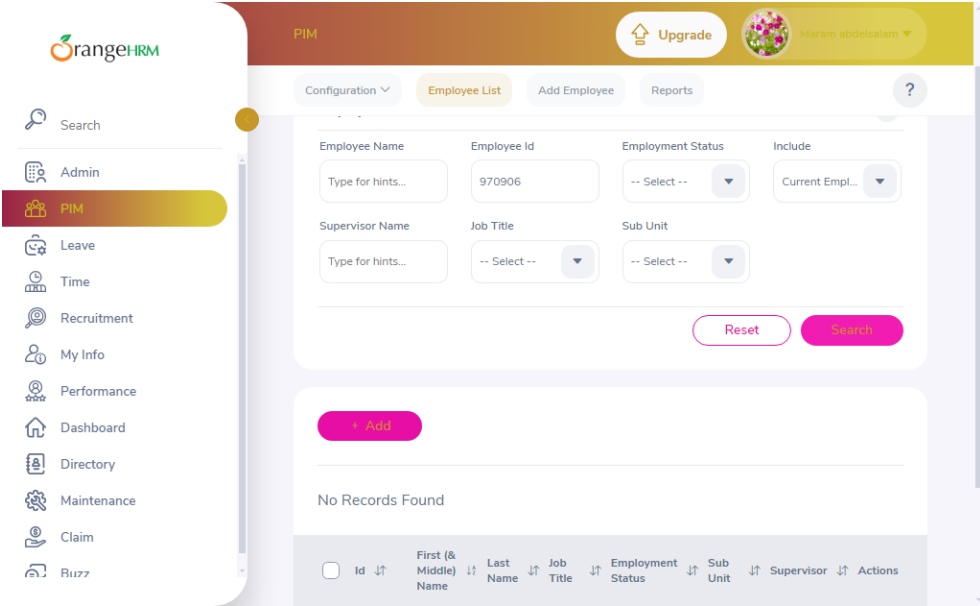 OrangeHRM
PIM
Upgrade
Maram abdelsalam
Configuration
Employee List
Add Employee
Reports
?
Search
Admin
PIM
Leave
Time
Recruitment
My Info
Performance
Dashboard
Directory
Maintenance
Claim
Buzz
Employee Name
Employee Id
Employment Status
Include
Type for hints...
970906
-- Select --
Current Empl...
Supervisor Name
Job Title
Sub Unit
Type for hints...
-- Select --
-- Select --
Reset
Search
+ Add
No Records Found
Id
First (&
Middle)
Name
Last
Name
Job
Title
Employment
Status
Sub
Unit
Supervisor
Actions